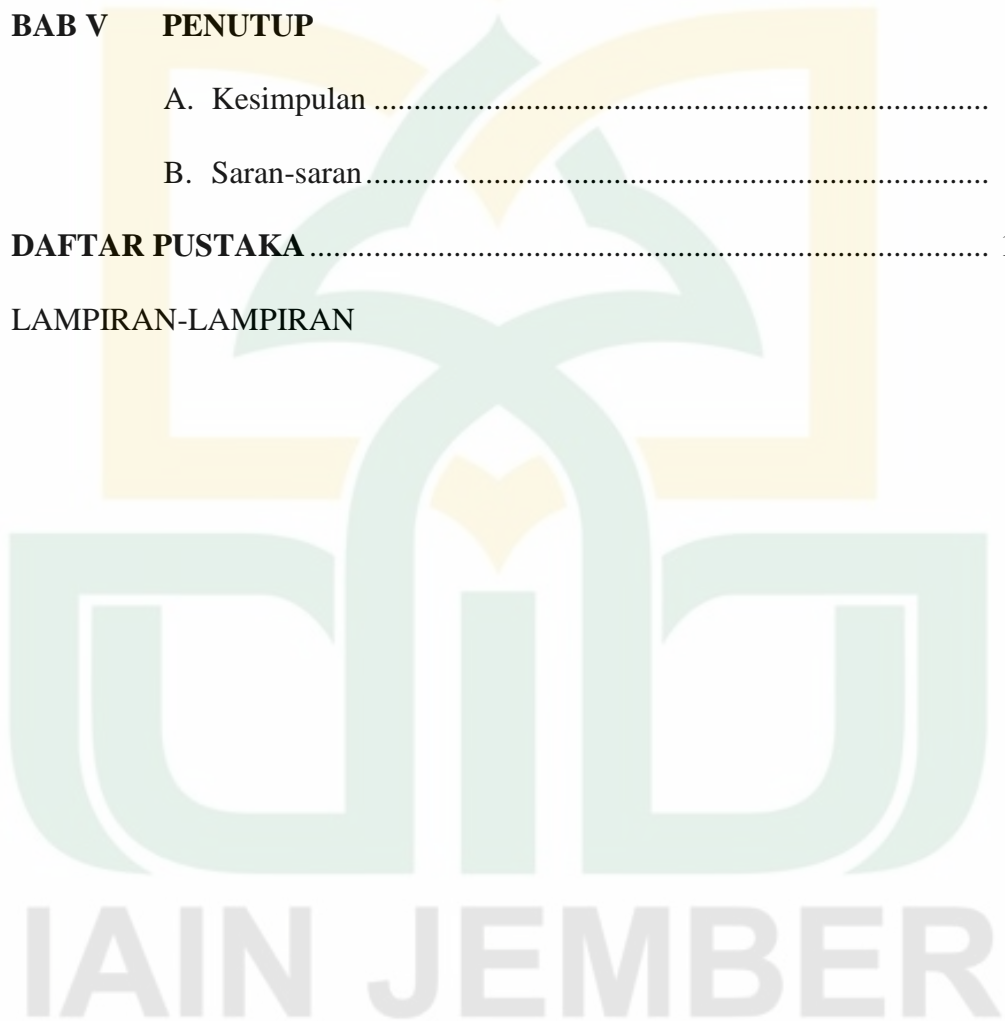 BAB V PENUTUP
A. Kesimpulan ............................................................................
B. Saran-saran.............................................................................
DAFTAR PUSTAKA ....................................................................................
LAMPIRAN-LAMPIRAN
IAIN JEMBER